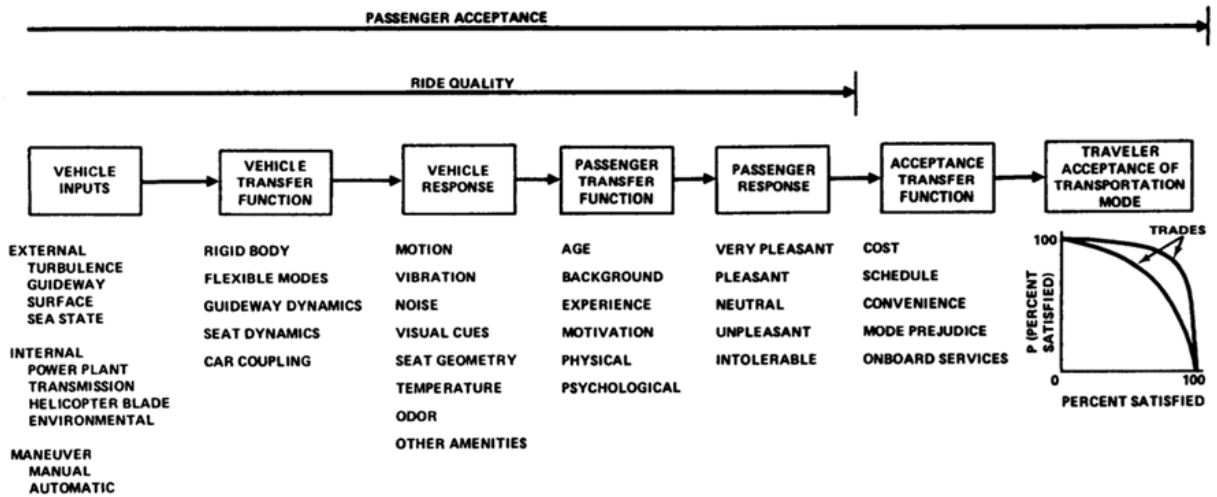 PASSENGER ACCEPTANCE
RIDE QUALITY
VEHICLE
INPUTS
VEHICLE
TRANSFER
FUNCTION
VEHICLE
RESPONSE
PASSENGER
TRANSFER
FUNCTION
PASSENGER
RESPONSE
ACCEPTANCE
TRANSFER
FUNCTION
TRAVELER
ACCEPTANCE OF
TRANSPORTATION
MODE
EXTERNAL
TURBULENCE
GUIDEWAY
SURFACE
SEA STATE
INTERNAL
POWER PLANT
TRANSMISSION
HELICOPTER BLADE
ENVIRONMENTAL
MANEUVER
MANUAL
AUTOMATIC
RIGID BODY
FLEXIBLE MODES
GUIDEWAY DYNAMICS
SEAT DYNAMICS
CAR COUPLING
MOTION
VIBRATION
NOISE
VISUAL CUES
SEAT GEOMETRY
TEMPERATURE
ODOR
OTHER AMENITIES
AGE
BACKGROUND
EXPERIENCE
MOTIVATION
PHYSICAL
PSYCHOLOGICAL
VERY PLEASANT
PLEASANT
NEUTRAL
UNPLEASANT
INTOLERABLE
COST
SCHEDULE
CONVENIENCE
MODE PREJUDICE
ONBOARD SERVICES
TRADES
100
P (PERCENT
SATISFIED)
0
100
PERCENT SATISFIED